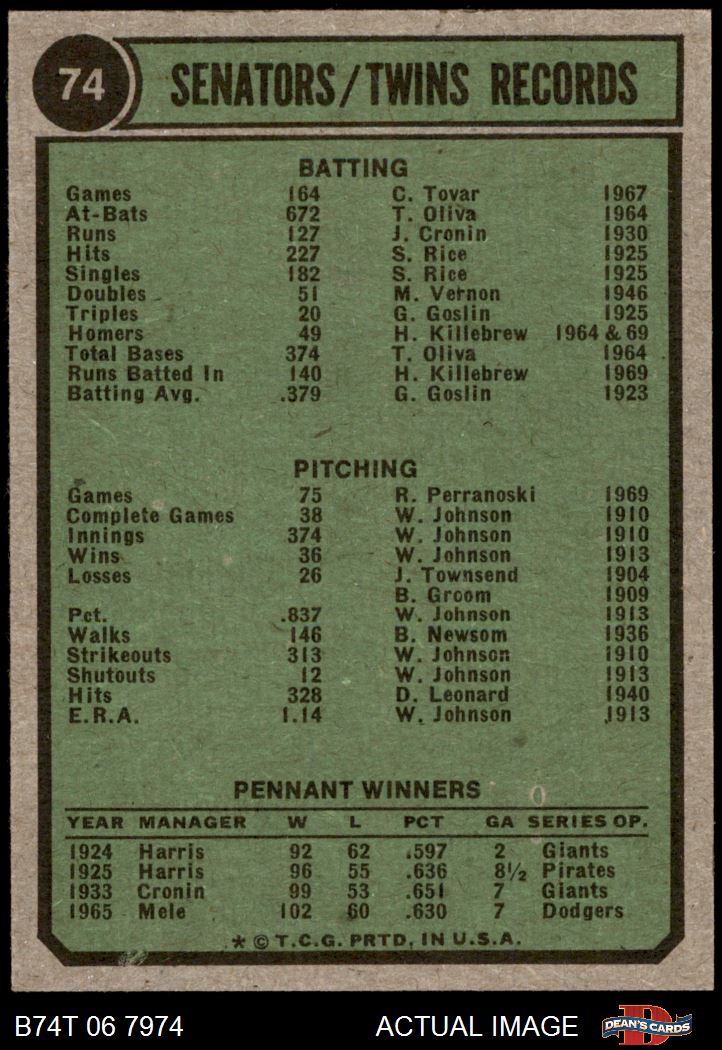 74 SENATORS/TWINS RECORDS
BATTING
Games 164 C. Tovar 1967
At-Bats 672 T. Oliva 1964
Runs 127 J. Cronin 1930
Hits 227 S. Rice 1925
Singles 182 S. Rice 1925
Doubles 51 M. Vernon 1946
Triples 20 G. Goslin 1925
Homers 49 H. Killebrew 1964 & 69
Total Bases 374 T. Oliva 1964
Runs Batted In 140 H. Killebrew 1969
Batting Avg. .379 G. Goslin 1923
PITCHING
Games 75 R. Perranoski 1969
Complete Games 38 W. Johnson 1910
Innings 374 W. Johnson 1910
Wins 36 W. Johnson 1913
Losses 26 J. Townsend 1904
B. Groom 1909
Pct. .837 W. Johnson 1913
Walks 146 B. Newsom 1936
Strikeouts 313 W. Johnson 1910
Shutouts 12 W. Johnson 1913
Hits 328 D. Leonard 1940
E.R.A. 1.14 W. Johnson 1913
PENNANT WINNERS
YEAR MANAGER W L PCT GA SERIES OP.
1924 Harris 92 62 .597 2 Giants
1925 Harris 96 55 .636 8½ Pirates
1933 Cronin 99 53 .651 7 Giants
1965 Mele 102 60 .630 7 Dodgers
* © T.C.G. PRTD. IN U.S.A.
B74T 06 7974 ACTUAL IMAGE D DEAN'S CARDS